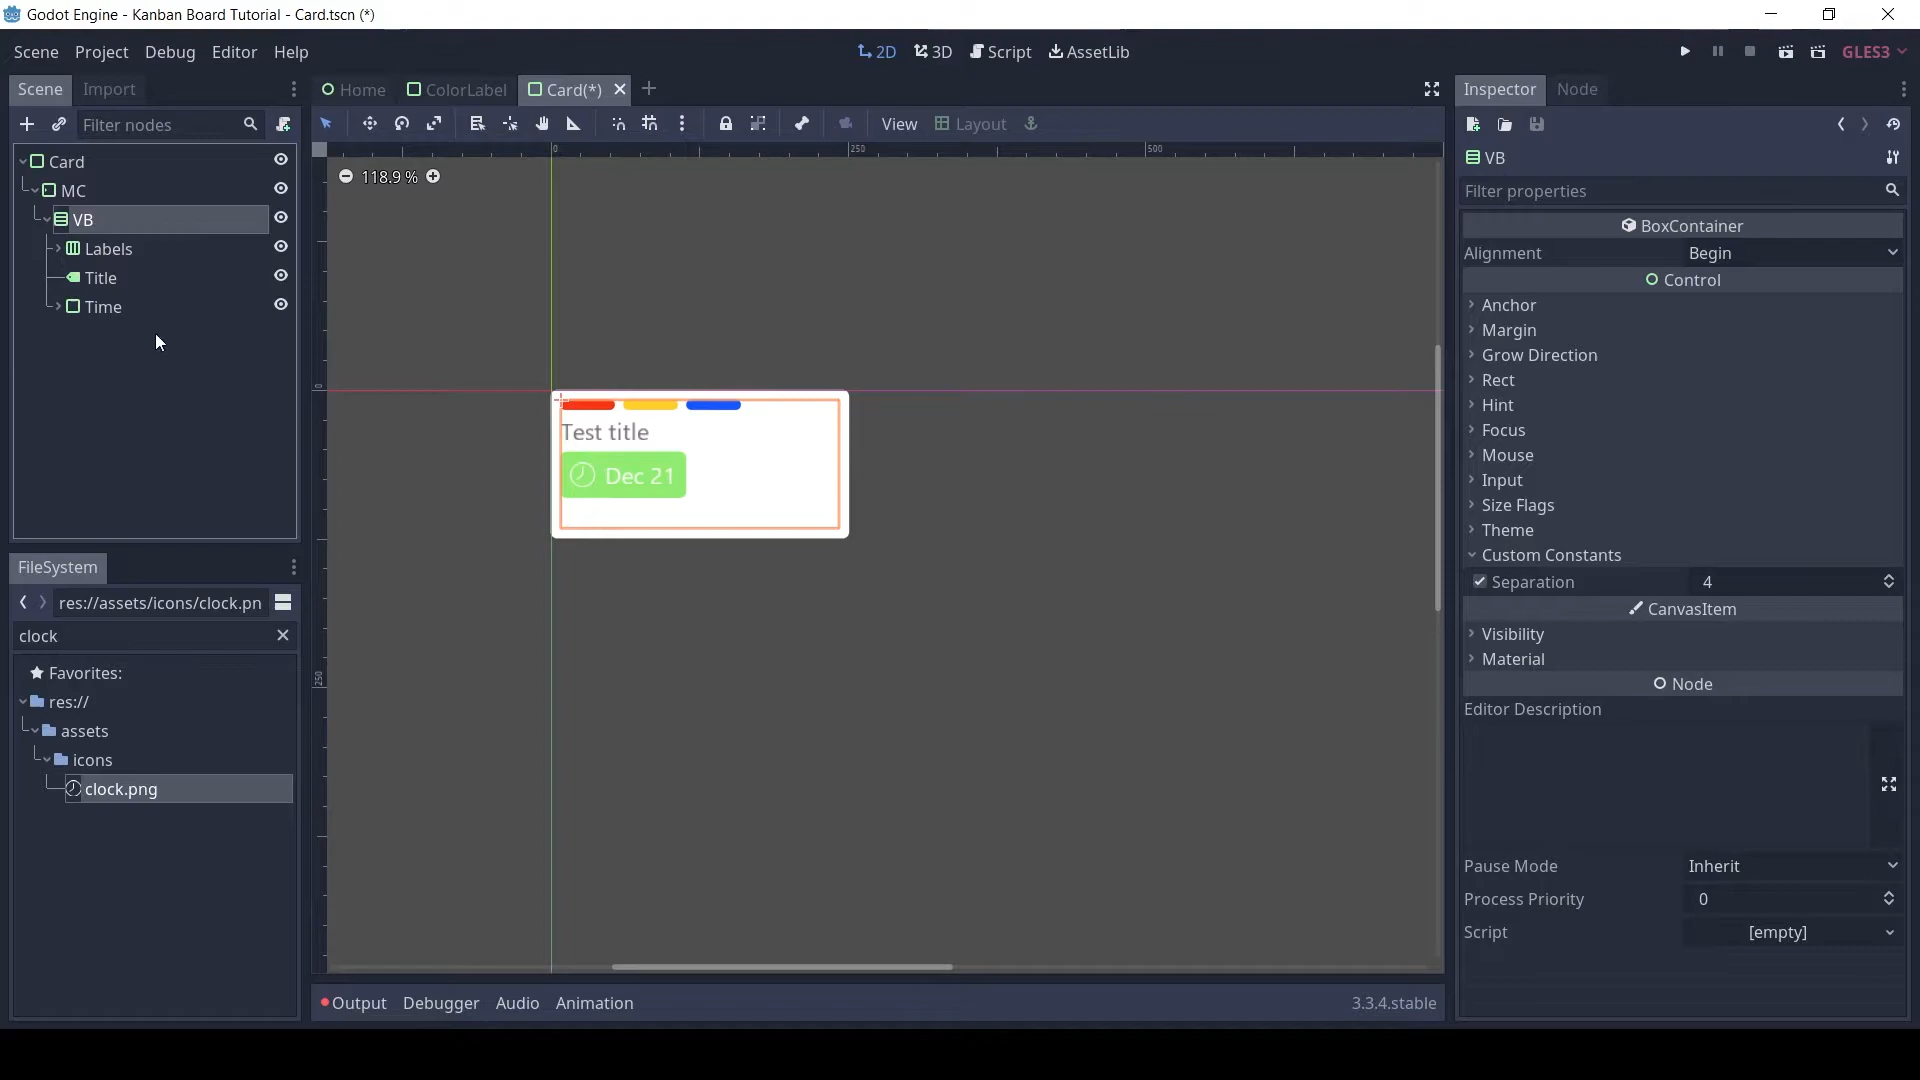 Godot Engine - Kanban Board Tutorial - Card.tscn (*)
Scene Project Debug Editor Help
2D 3D Script AssetLib
GLES3
Scene Import
Home ColorLabel Card(*)
Inspector Node
Filter nodes
View Layout
VB
Filter properties
Card
MC
VB
Labels
Title
Time
0 250 500
118.9 %
0
250
Test title
Dec 21
BoxContainer
Alignment Begin
Control
Anchor
Margin
Grow Direction
Rect
Hint
Focus
Mouse
Input
Size Flags
Theme
Custom Constants
Separation 4
CanvasItem
Visibility
Material
Node
Editor Description
Pause Mode Inherit
Process Priority 0
Script [empty]
FileSystem
res://assets/icons/clock.pn
clock
Favorites:
res://
assets
icons
clock.png
Output Debugger Audio Animation
3.3.4.stable